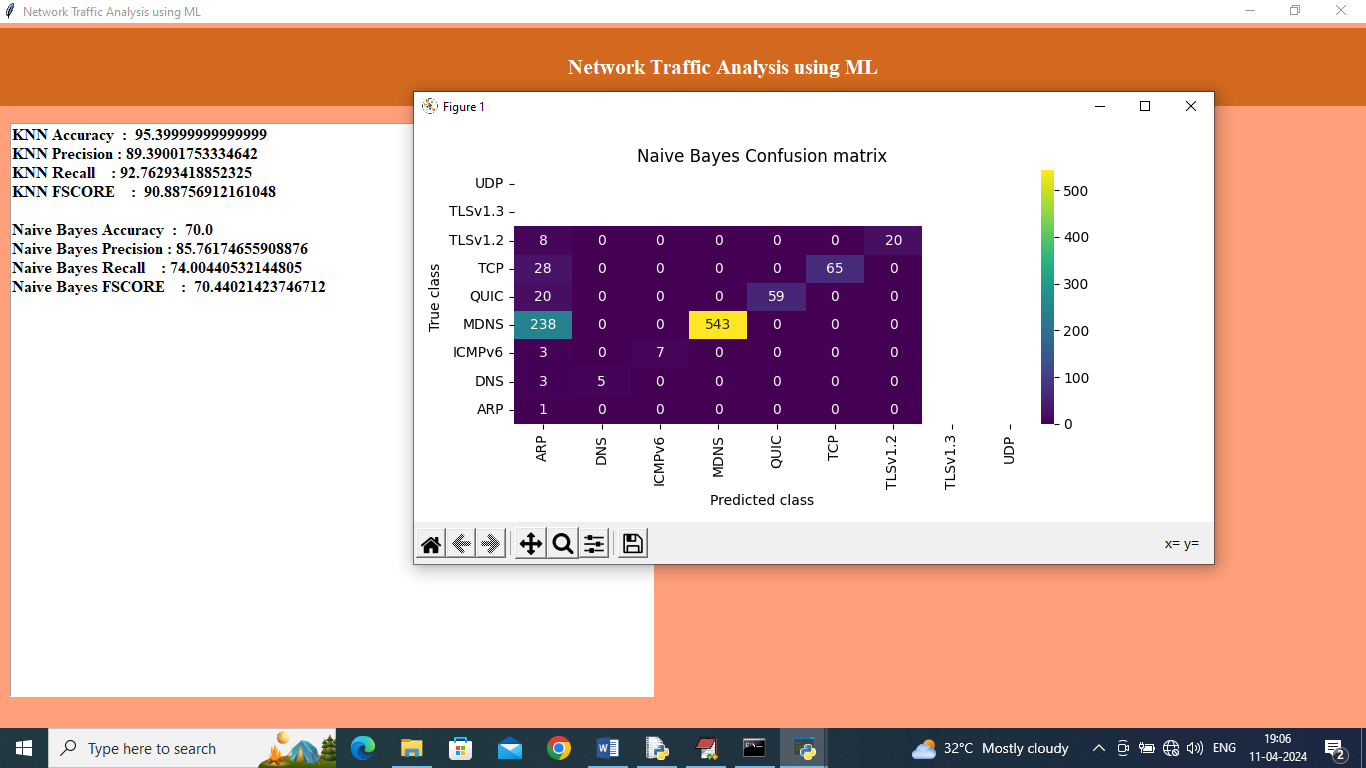 Network Traffic Analysis using ML
Network Traffic Analysis using ML
KNN Accuracy : 95.39999999999999
KNN Precision : 89.39001753334642
KNN Recall : 92.76293418852325
KNN FSCORE : 90.88756912161048
Naive Bayes Accuracy : 70.0
Naive Bayes Precision : 85.76174655908876
Naive Bayes Recall : 74.00440532144805
Naive Bayes FSCORE : 70.44021423746712
Figure 1
Naive Bayes Confusion matrix
True class
UDP
TLSv1.3
TLSv1.2 8 0 0 0 0 0 20
TCP 28 0 0 0 0 65 0
QUIC 20 0 0 0 59 0 0
MDNS 238 0 0 543 0 0 0
ICMPv6 3 0 7 0 0 0 0
DNS 3 5 0 0 0 0 0
ARP 1 0 0 0 0 0 0
ARP DNS ICMPv6 MDNS QUIC TCP TLSv1.2 TLSv1.3 UDP
Predicted class
500
400
300
200
100
0
x= y=
Type here to search
32°C Mostly cloudy
ENG
19:06
11-04-2024
2